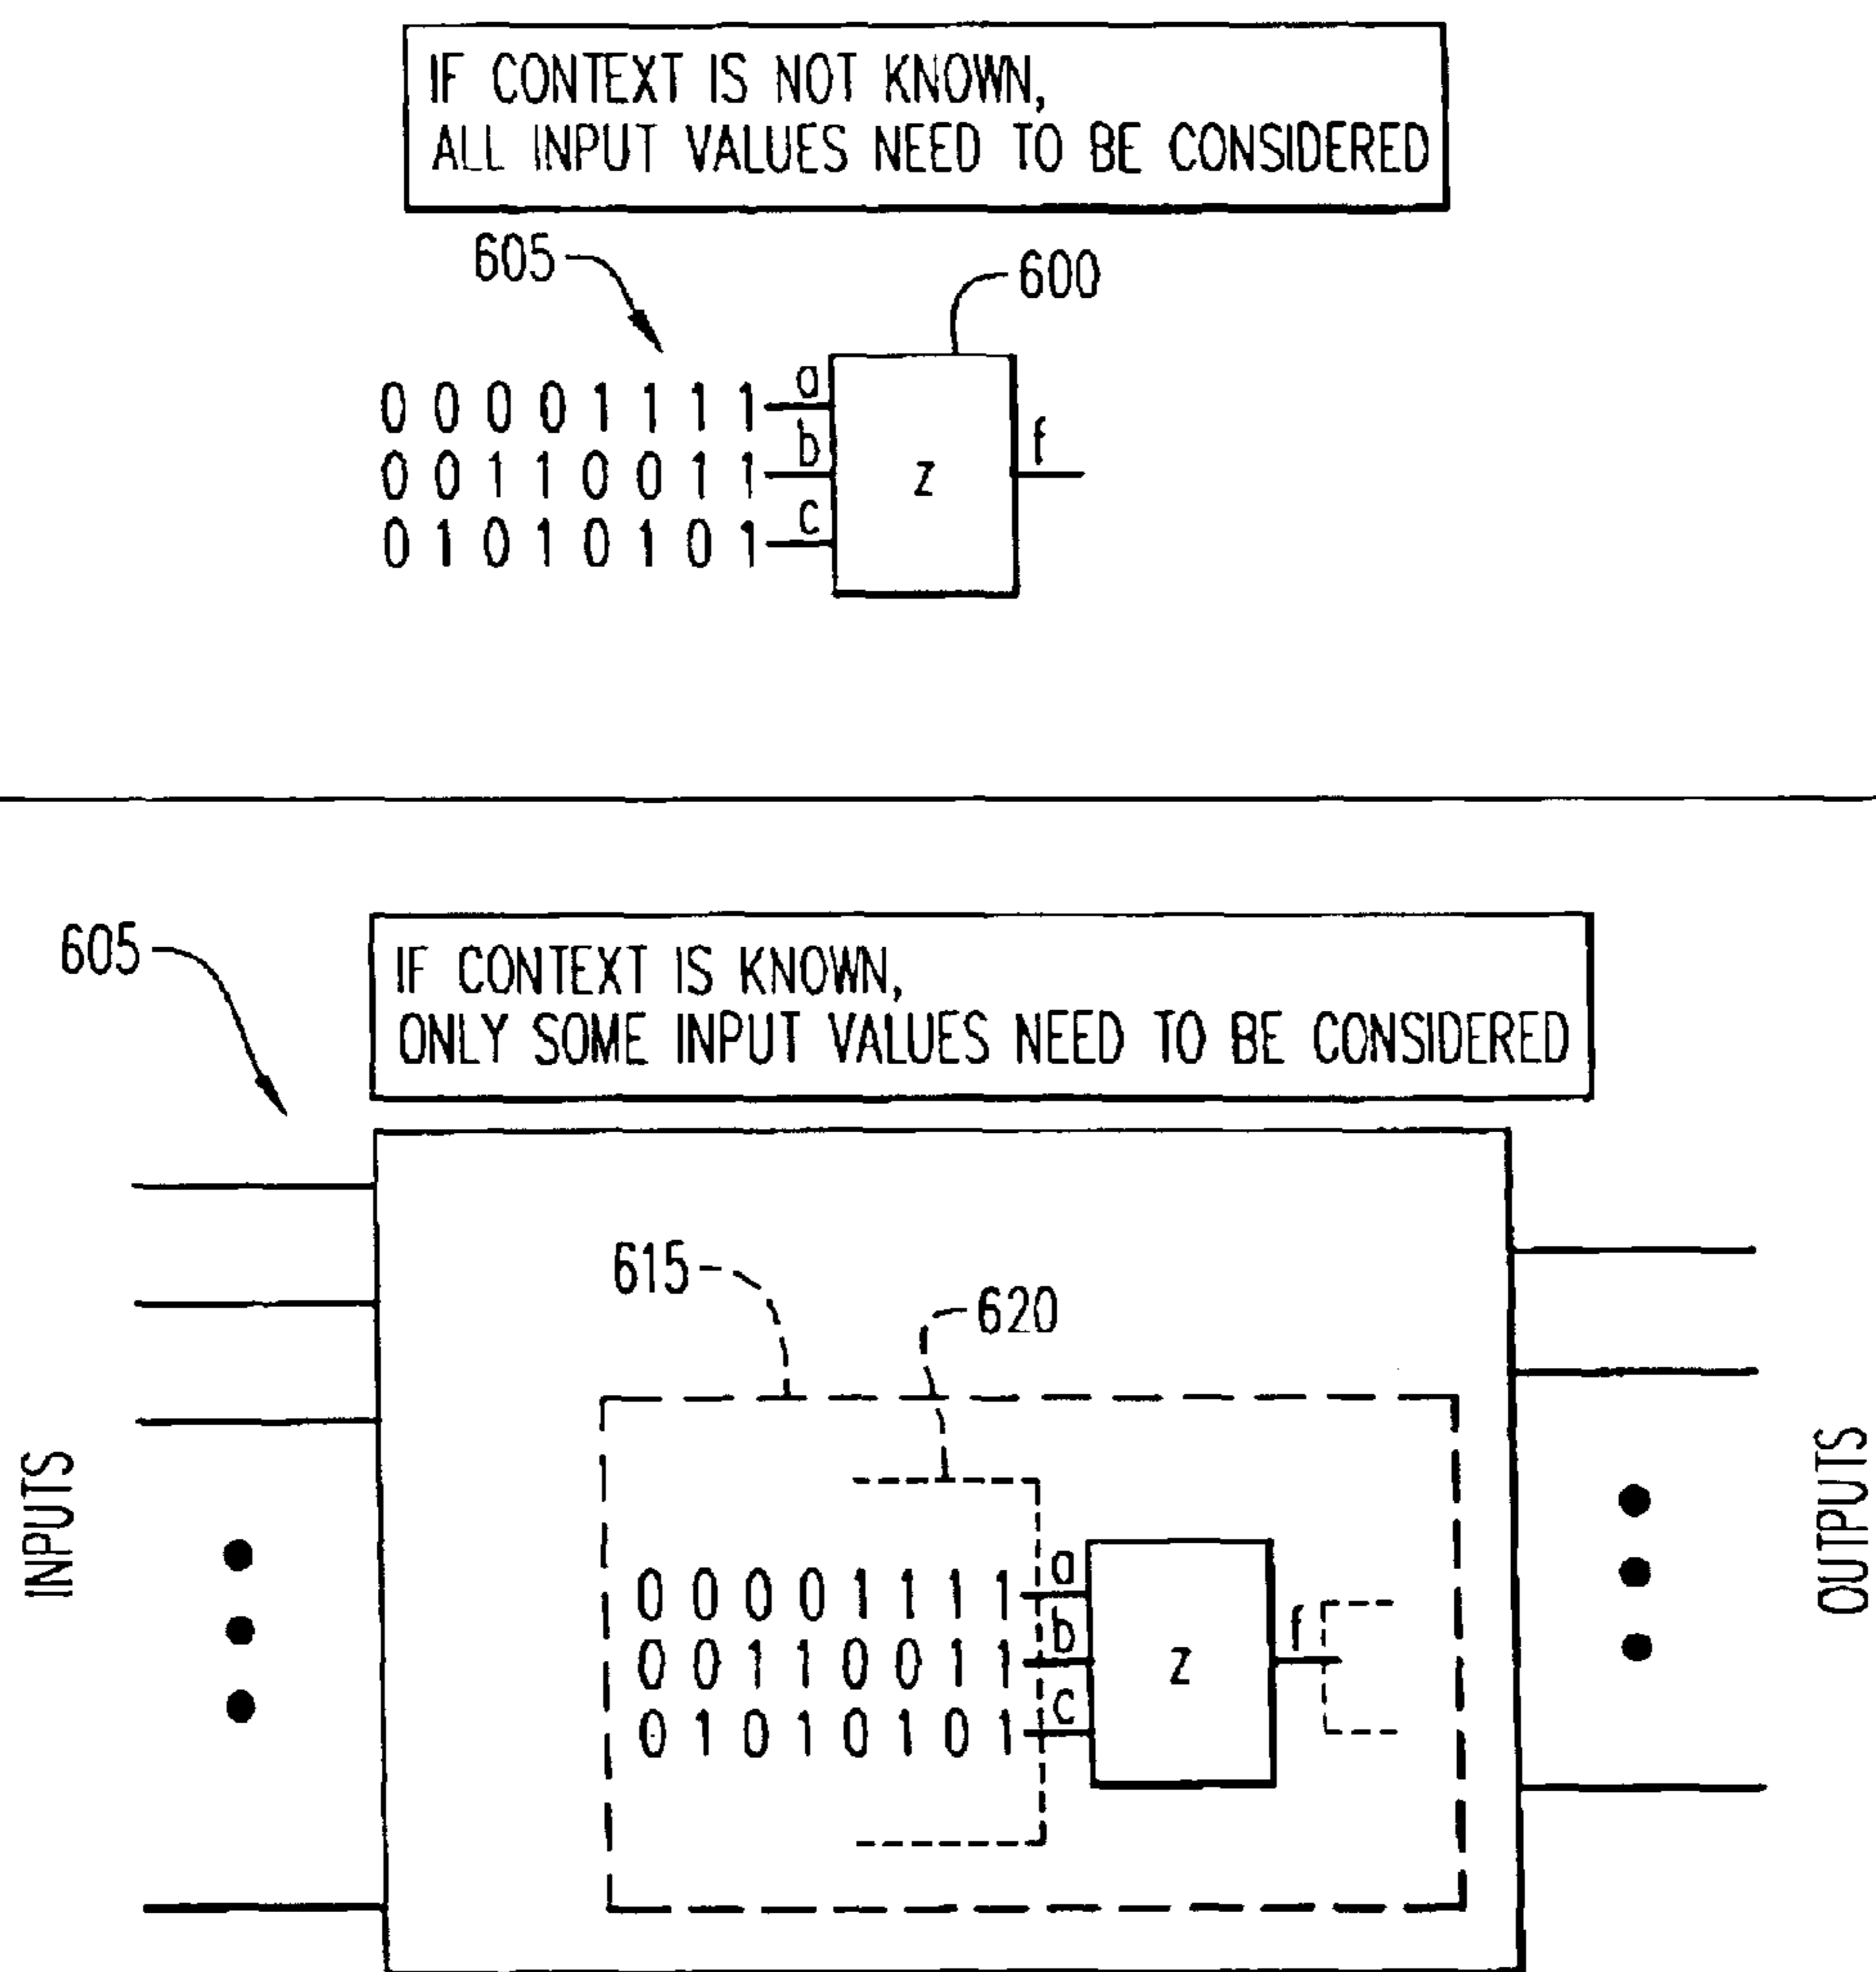 IF CONTEXT IS NOT KNOWN,
ALL INPUT VALUES NEED TO BE CONSIDERED
605
600
0 0 0 0 1 1 1 1 a
0 0 1 1 0 0 1 1 b
0 1 0 1 0 1 0 1 c
z
f
605
IF CONTEXT IS KNOWN,
ONLY SOME INPUT VALUES NEED TO BE CONSIDERED
615
620
INPUTS
0 0 0 0 1 1 1 1 a
0 0 1 1 0 0 1 1 b
0 1 0 1 0 1 0 1 c
z
f
OUTPUTS